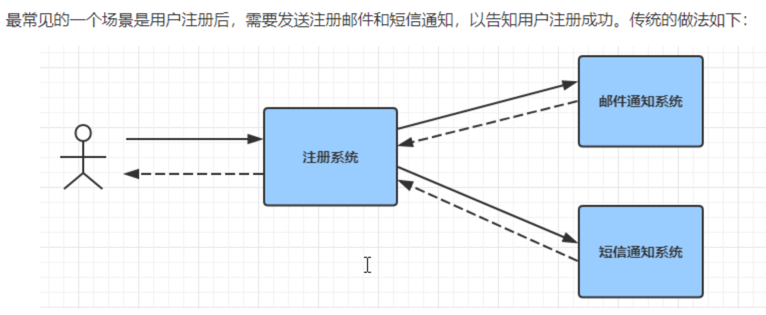 最常见的一个场景是用户注册后，需要发送注册邮件和短信通知，以告知用户注册成功。传统的做法如下：
邮件通知系统
注册系统
短信通知系统